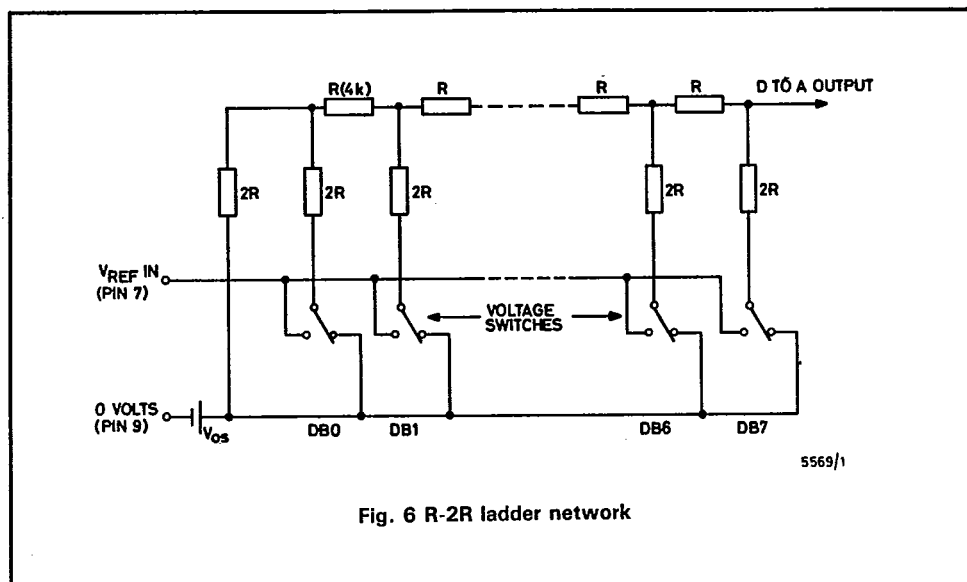 R(4k) R R R D TO A OUTPUT
2R 2R 2R 2R 2R
VREF IN
(PIN 7)
VOLTAGE
SWITCHES
0 VOLTS
(PIN 9)
VOS
DB0 DB1 DB6 DB7
5569/1
Fig. 6 R-2R ladder network